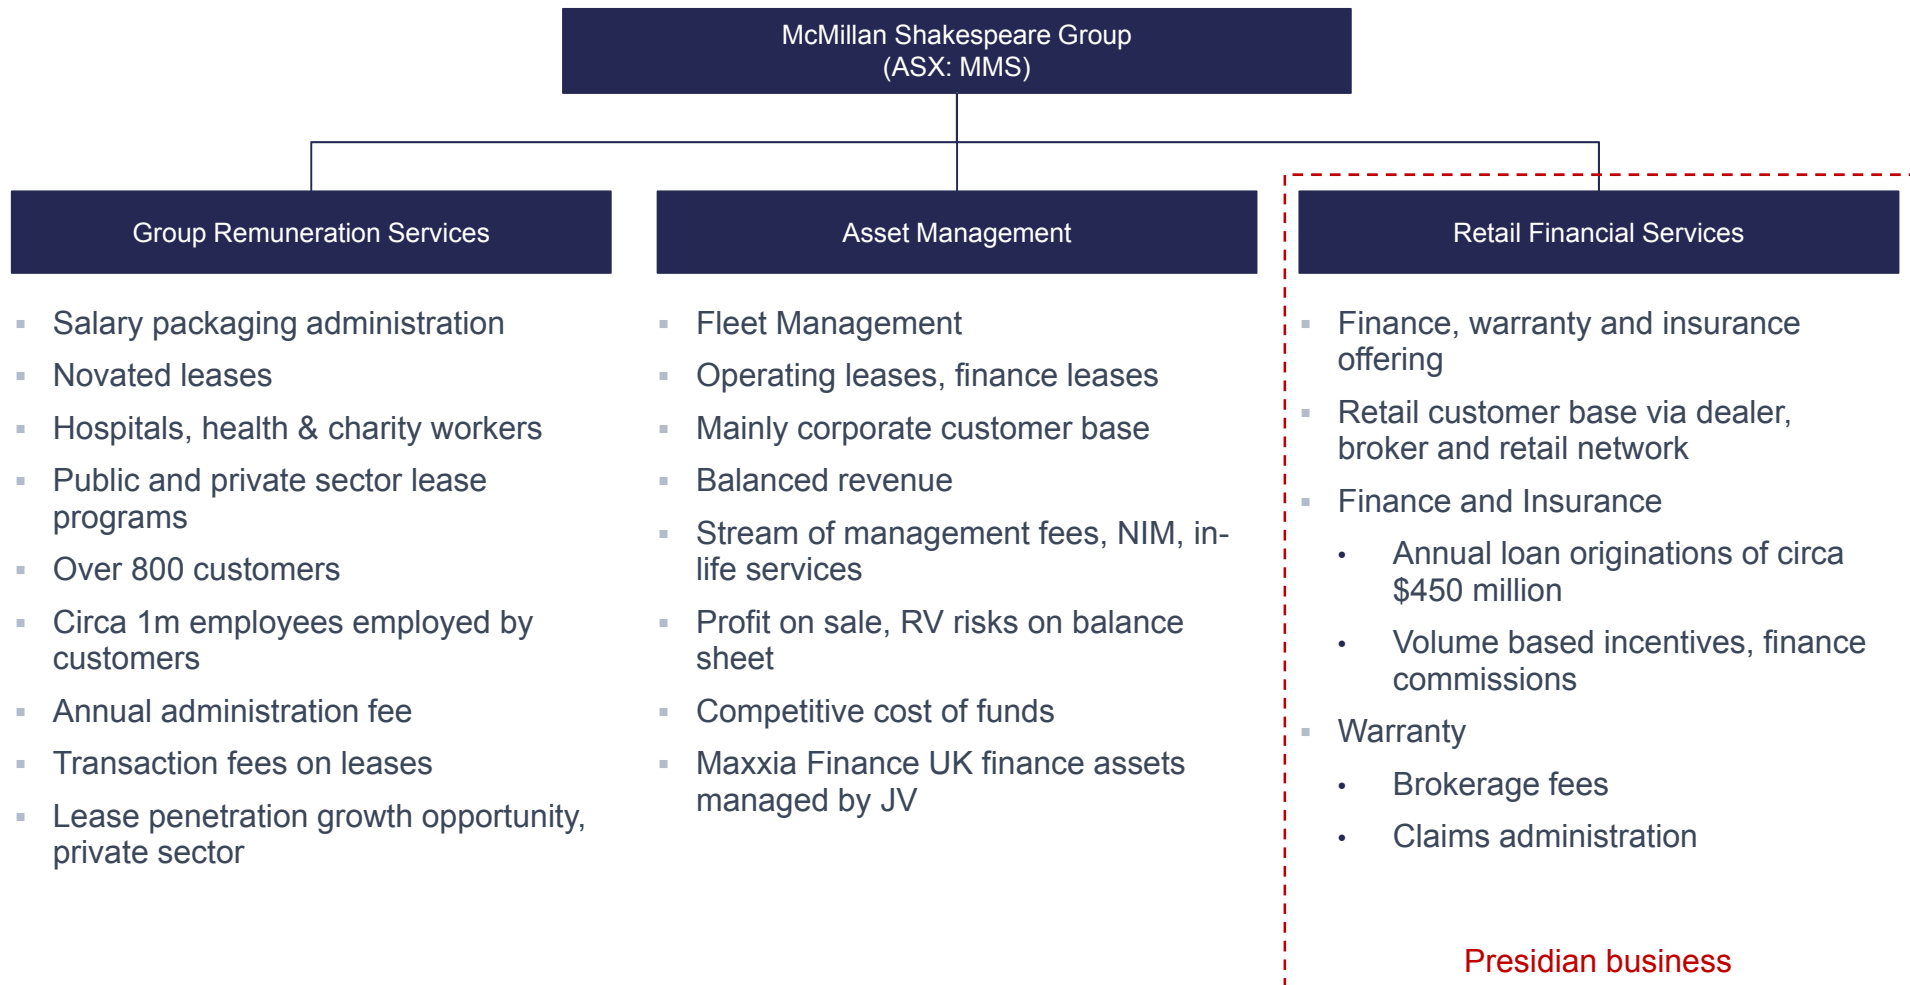 McMillan Shakespeare Group
(ASX: MMS)
Group Remuneration Services
▪ Salary packaging administration
▪ Novated leases
▪ Hospitals, health & charity workers
▪ Public and private sector lease
programs
▪ Over 800 customers
▪ Circa 1m employees employed by
customers
▪ Annual administration fee
▪ Transaction fees on leases
▪ Lease penetration growth opportunity,
private sector
Asset Management
▪ Fleet Management
▪ Operating leases, finance leases
▪ Mainly corporate customer base
▪ Balanced revenue
▪ Stream of management fees, NIM, in-
life services
▪ Profit on sale, RV risks on balance
sheet
▪ Competitive cost of funds
▪ Maxxia Finance UK finance assets
managed by JV
Retail Financial Services
▪ Finance, warranty and insurance
offering
▪ Retail customer base via dealer,
broker and retail network
▪ Finance and Insurance
• Annual loan originations of circa
$450 million
• Volume based incentives, finance
commissions
▪ Warranty
• Brokerage fees
• Claims administration
Presidian business